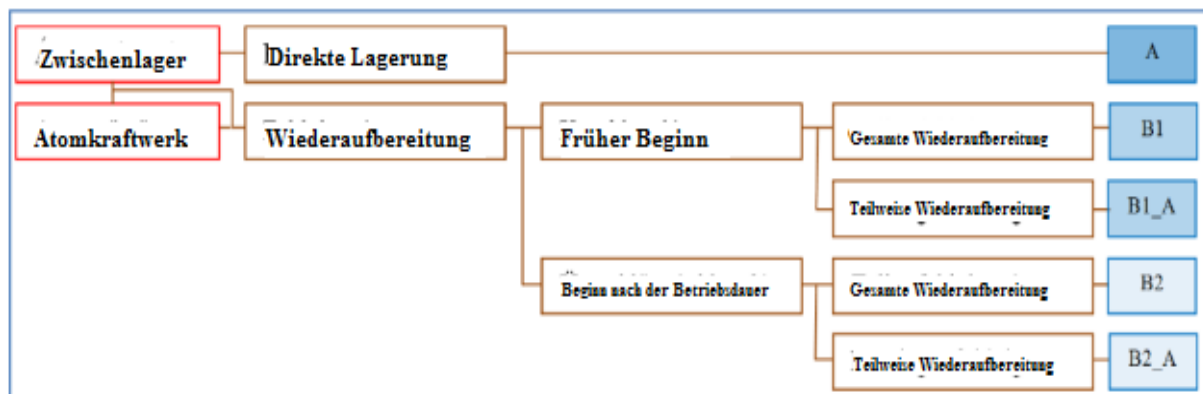 Zwischenlager
Direkte Lagerung
A
Atomkraftwerk
Wiederaufbereitung
Früher Beginn
Gesamte Wiederaufbereitung
B1
Teilweise Wiederaufbereitung
B1_A
Beginn nach der Betriebsdauer
Gesamte Wiederaufbereitung
B2
Teilweise Wiederaufbereitung
B2_A